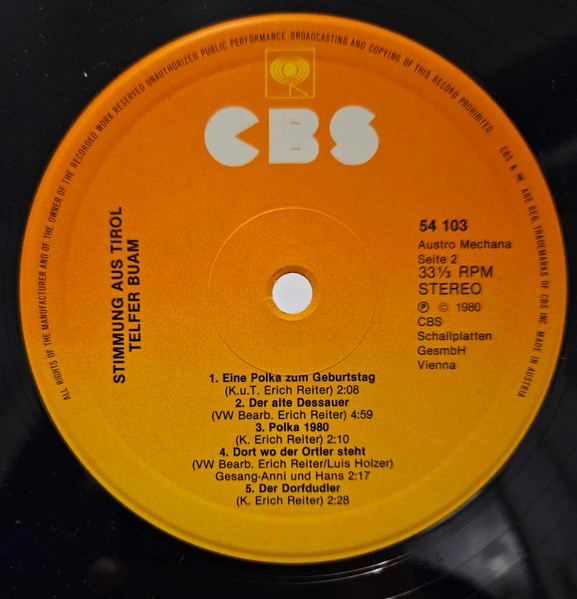 ALL RIGHTS OF THE MANUFACTURER AND OF THE OWNER OF THE RECORDED WORK RESERVED UNAUTHORIZED PUBLIC PERFORMANCE BROADCASTING AND COPYING OF THIS RECORD PROHIBITED
CBS & ARE REG. TRADEMARKS OF CBS INC. MADE IN AUSTRIA
CBS
STIMMUNG AUS TIROL
TELFER BUAM
54 103
Austro Mechana
Seite 2
33⅓ RPM
STEREO
℗ © 1980
CBS
Schallplatten
GesmbH
Vienna
1. Eine Polka zum Geburtstag
(K.u.T. Erich Reiter) 2:08
2. Der alte Dessauer
(VW Bearb. Erich Reiter) 4:59
3. Polka 1980
(K. Erich Reiter) 2:10
4. Dort wo der Ortler steht
(VW Bearb. Erich Reiter/Luis Holzer)
Gesang-Anni und Hans 2:17
5. Der Dorfdudler
(K. Erich Reiter) 2:28